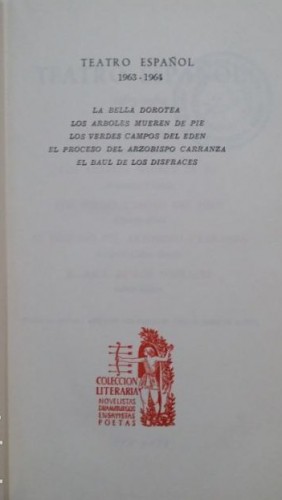 TEATRO ESPAÑOL
1963-1964
LA BELLA DOROTEA
LOS ARBOLES MUEREN DE PIE
LOS VERDES CAMPOS DEL EDEN
EL PROCESO DEL ARZOBISPO CARRANZA
EL BAUL DE LOS DISFRACES
COLECCION
LITERARIA
NOVELISTAS
DRAMATURGOS
ENSAYISTAS
POETAS